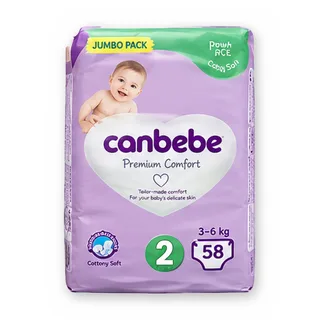 JUMBO PACK
canbebe
Premium Comfort
Tailor-made comfort
For your baby's delicate skin
Cottony Soft
2
3-6 kg
58